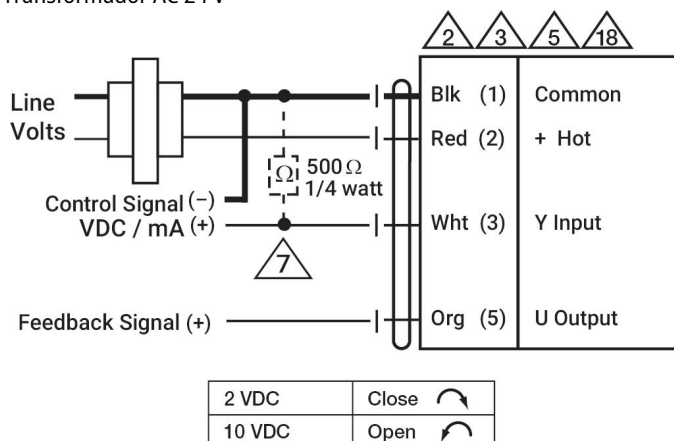 Transformador AC 24 V
2 3 5 18
Line Volts
Blk (1) Common
Red (2) + Hot
Ω 500 Ω
1/4 watt
Control Signal (–)
VDC / mA (+)
Wht (3) Y Input
7
Feedback Signal (+)
Org (5) U Output
2 VDC Close
10 VDC Open